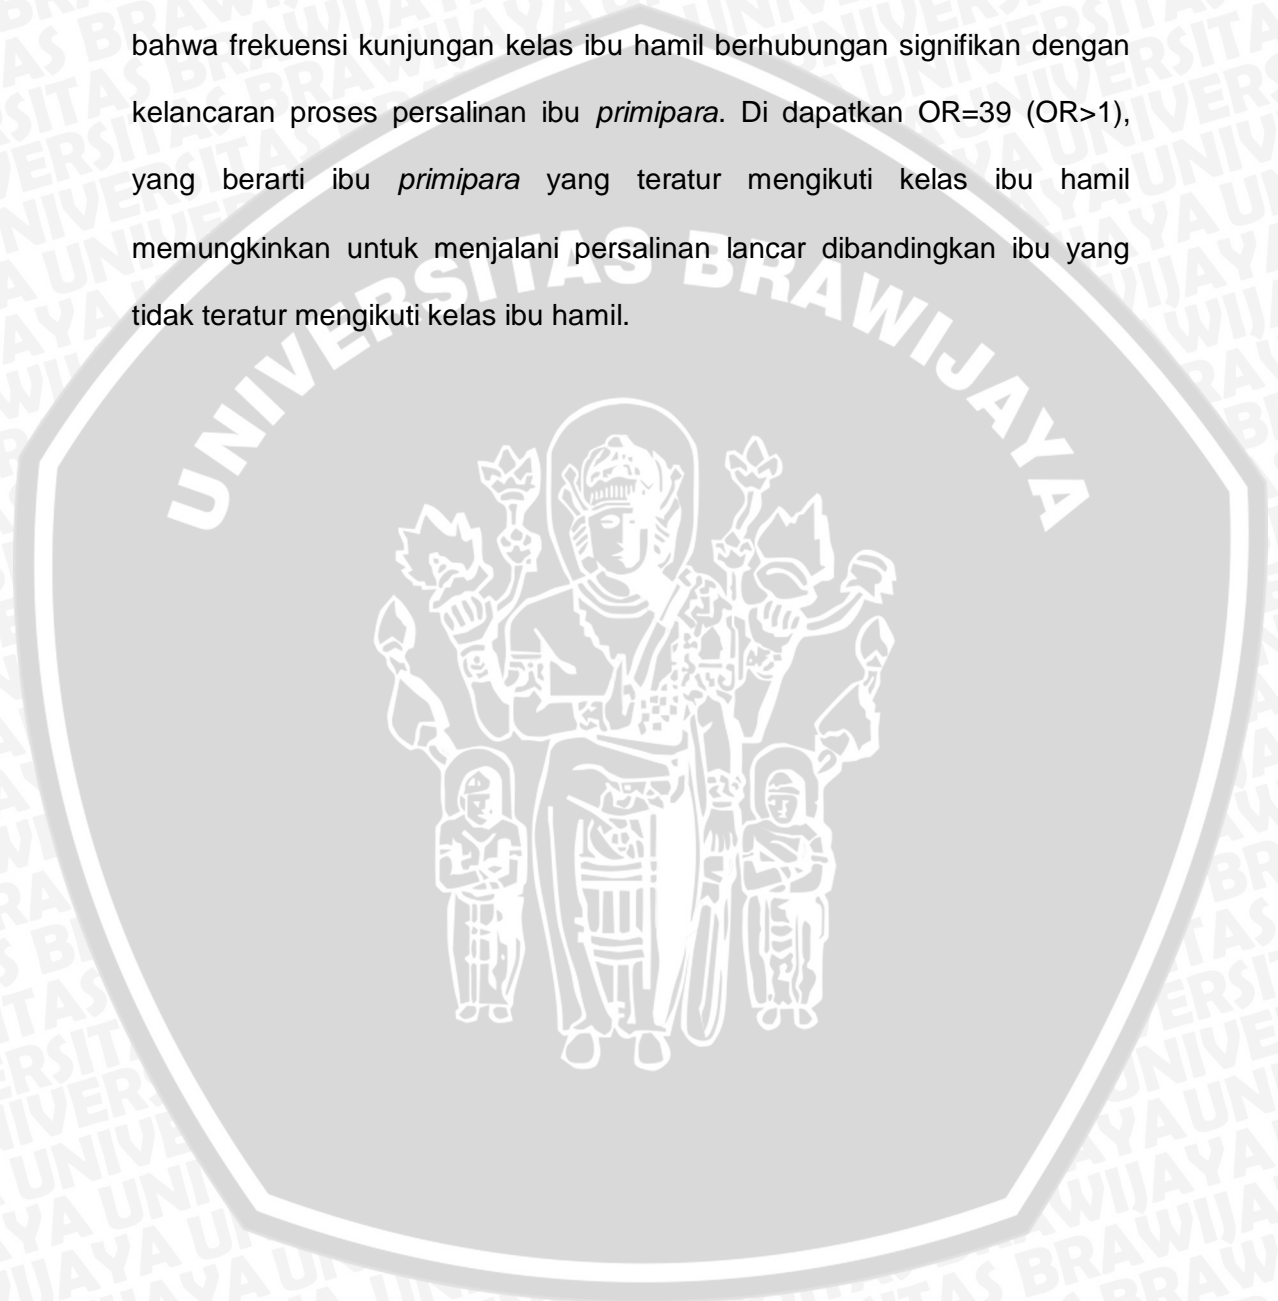 bahwa frekuensi kunjungan kelas ibu hamil berhubungan signifikan dengan
kelancaran proses persalinan ibu primipara. Di dapatkan OR=39 (OR>1),
yang berarti ibu primipara yang teratur mengikuti kelas ibu hamil
memungkinkan untuk menjalani persalinan lancar dibandingkan ibu yang
tidak teratur mengikuti kelas ibu hamil.
UNIVERSITAS BRAWIJAYA